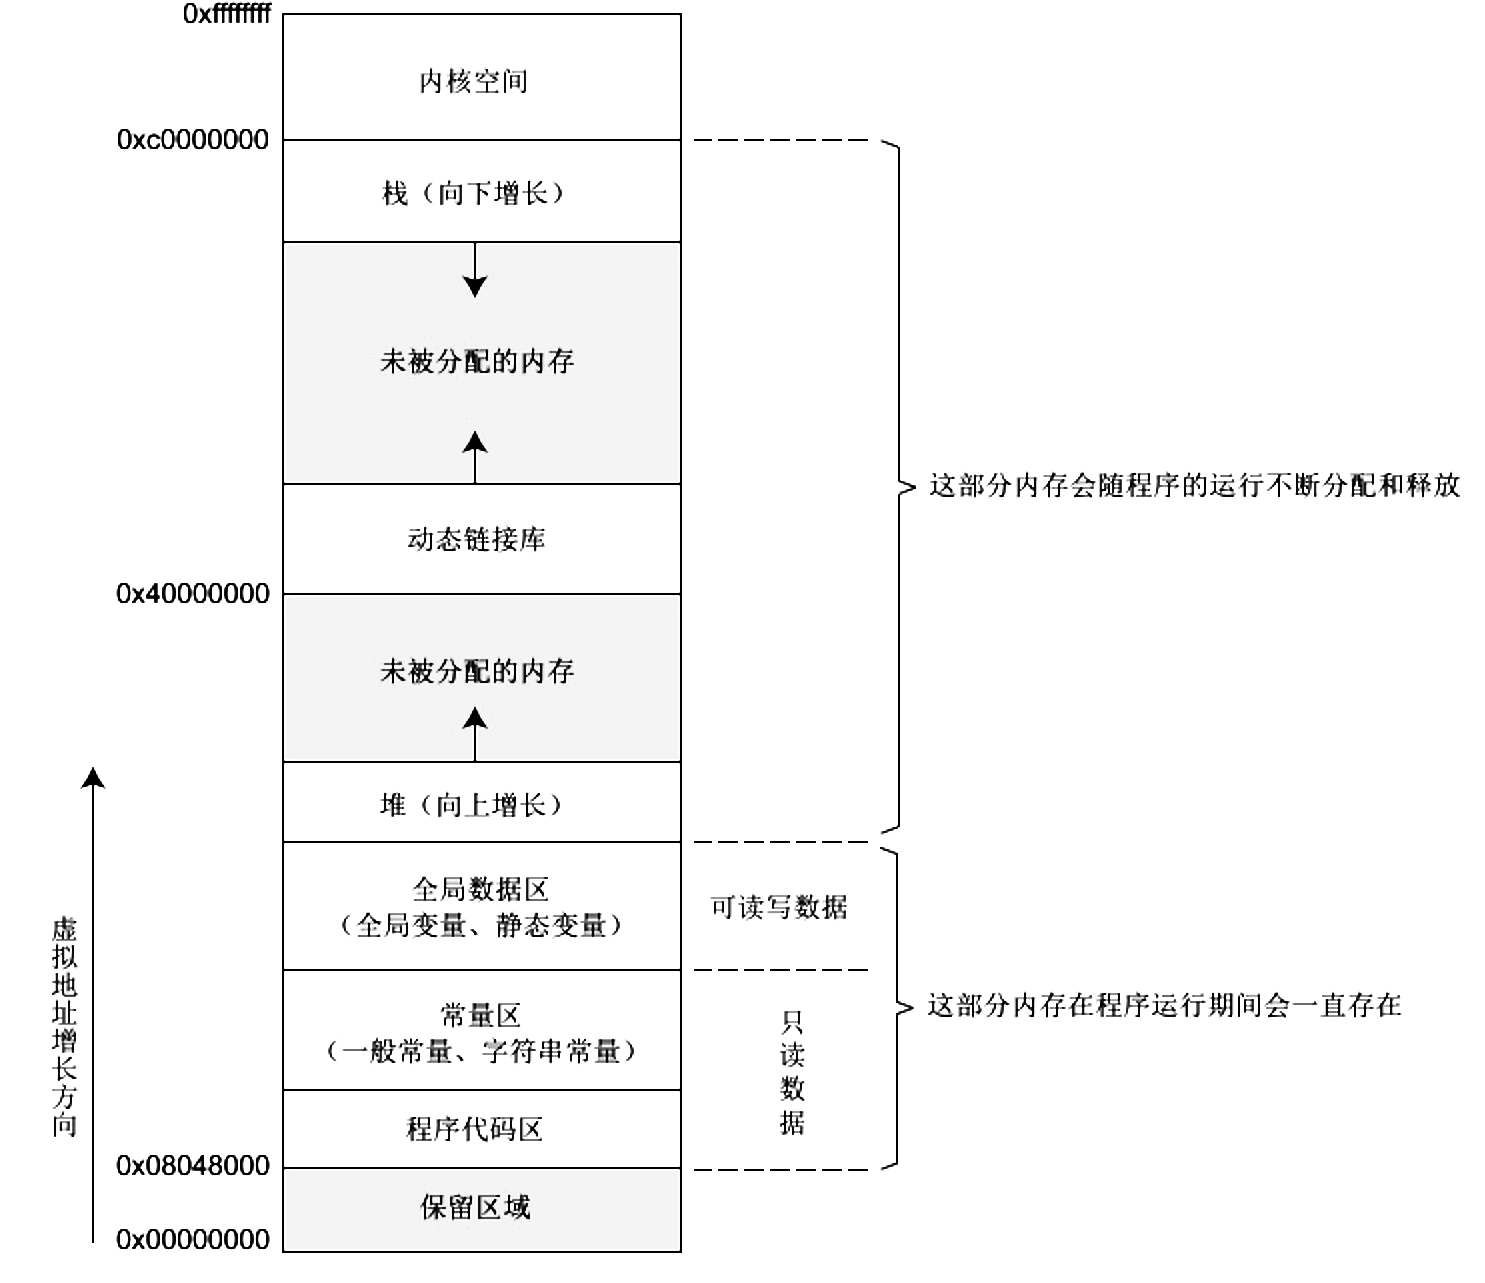 0xffffffff
内核空间
0xc0000000
栈（向下增长）
未被分配的内存
这部分内存会随程序的运行不断分配和释放
动态链接库
0x40000000
未被分配的内存
堆（向上增长）
全局数据区
（全局变量、静态变量）
可读写数据
虚拟地址增长方向
常量区
（一般常量、字符串常量）
只读数据
这部分内存在程序运行期间会一直存在
程序代码区
0x08048000
保留区域
0x00000000